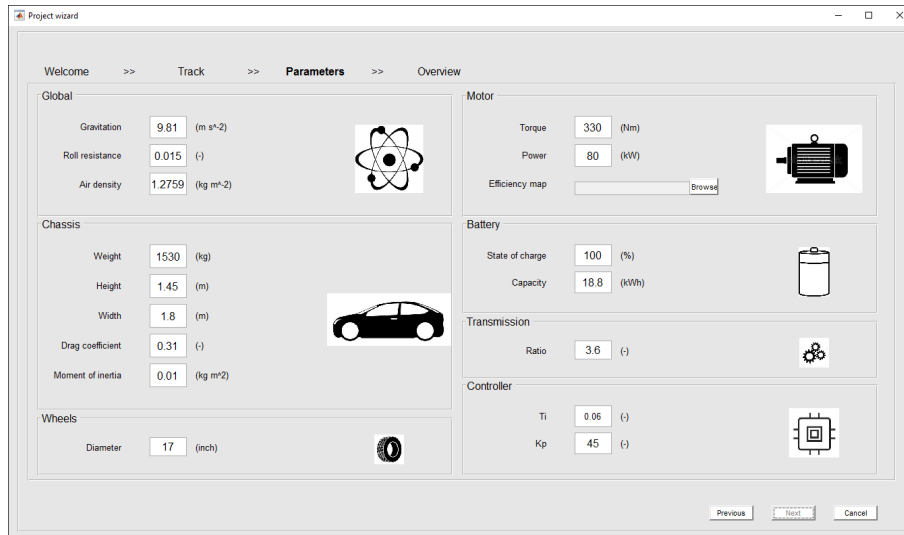 Project wizard
Welcome >> Track >> Parameters >> Overview
Global
Gravitation 9.81 (m s^-2)
Roll resistance 0.015 (-)
Air density 1.2759 (kg m^-2)
Chassis
Weight 1530 (kg)
Height 1.45 (m)
Width 1.8 (m)
Drag coefficient 0.31 (-)
Moment of inertia 0.01 (kg m^2)
Wheels
Diameter 17 (inch)
Motor
Torque 330 (Nm)
Power 80 (kW)
Efficiency map Browse
Battery
State of charge 100 (%)
Capacity 18.8 (kWh)
Transmission
Ratio 3.6 (-)
Controller
Ti 0.06 (-)
Kp 45 (-)
Previous Next Cancel